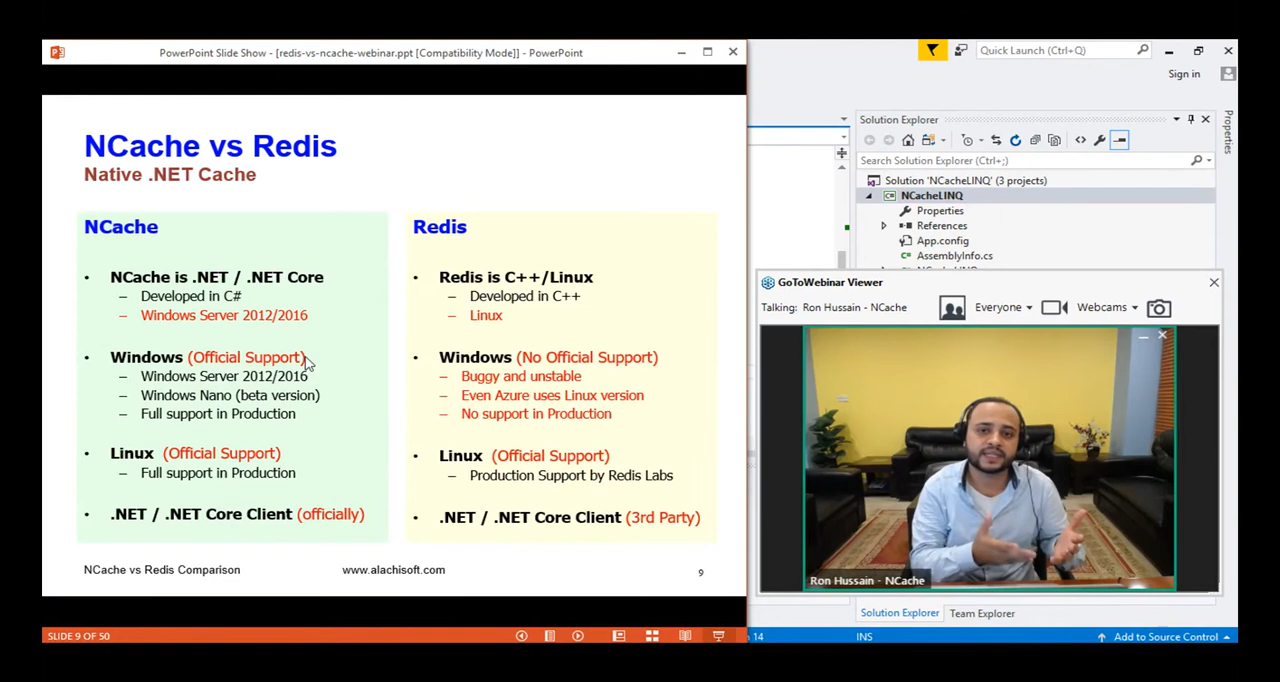 PowerPoint Slide Show - [redis-vs-ncache-webinar.ppt [Compatibility Mode]] - PowerPoint
NCache vs Redis
Native .NET Cache
NCache
• NCache is .NET / .NET Core
– Developed in C#
– Windows Server 2012/2016
• Windows (Official Support)
– Windows Server 2012/2016
– Windows Nano (beta version)
– Full support in Production
• Linux (Official Support)
– Full support in Production
• .NET / .NET Core Client (officially)
Redis
• Redis is C++/Linux
– Developed in C++
– Linux
• Windows (No Official Support)
– Buggy and unstable
– Even Azure uses Linux version
– No support in Production
• Linux (Official Support)
– Production Support by Redis Labs
• .NET / .NET Core Client (3rd Party)
NCache vs Redis Comparison
www.alachisoft.com
9
SLIDE 9 OF 50
Quick Launch (Ctrl+Q)
Sign in
Solution Explorer
Search Solution Explorer (Ctrl+;)
Solution 'NCacheLINQ' (3 projects)
NCacheLINQ
Properties
References
App.config
AssemblyInfo.cs
Properties
GoToWebinar Viewer
Talking: Ron Hussain - NCache
Everyone
Webcams
Ron Hussain - NCache
Solution Explorer
Team Explorer
14
INS
Add to Source Control